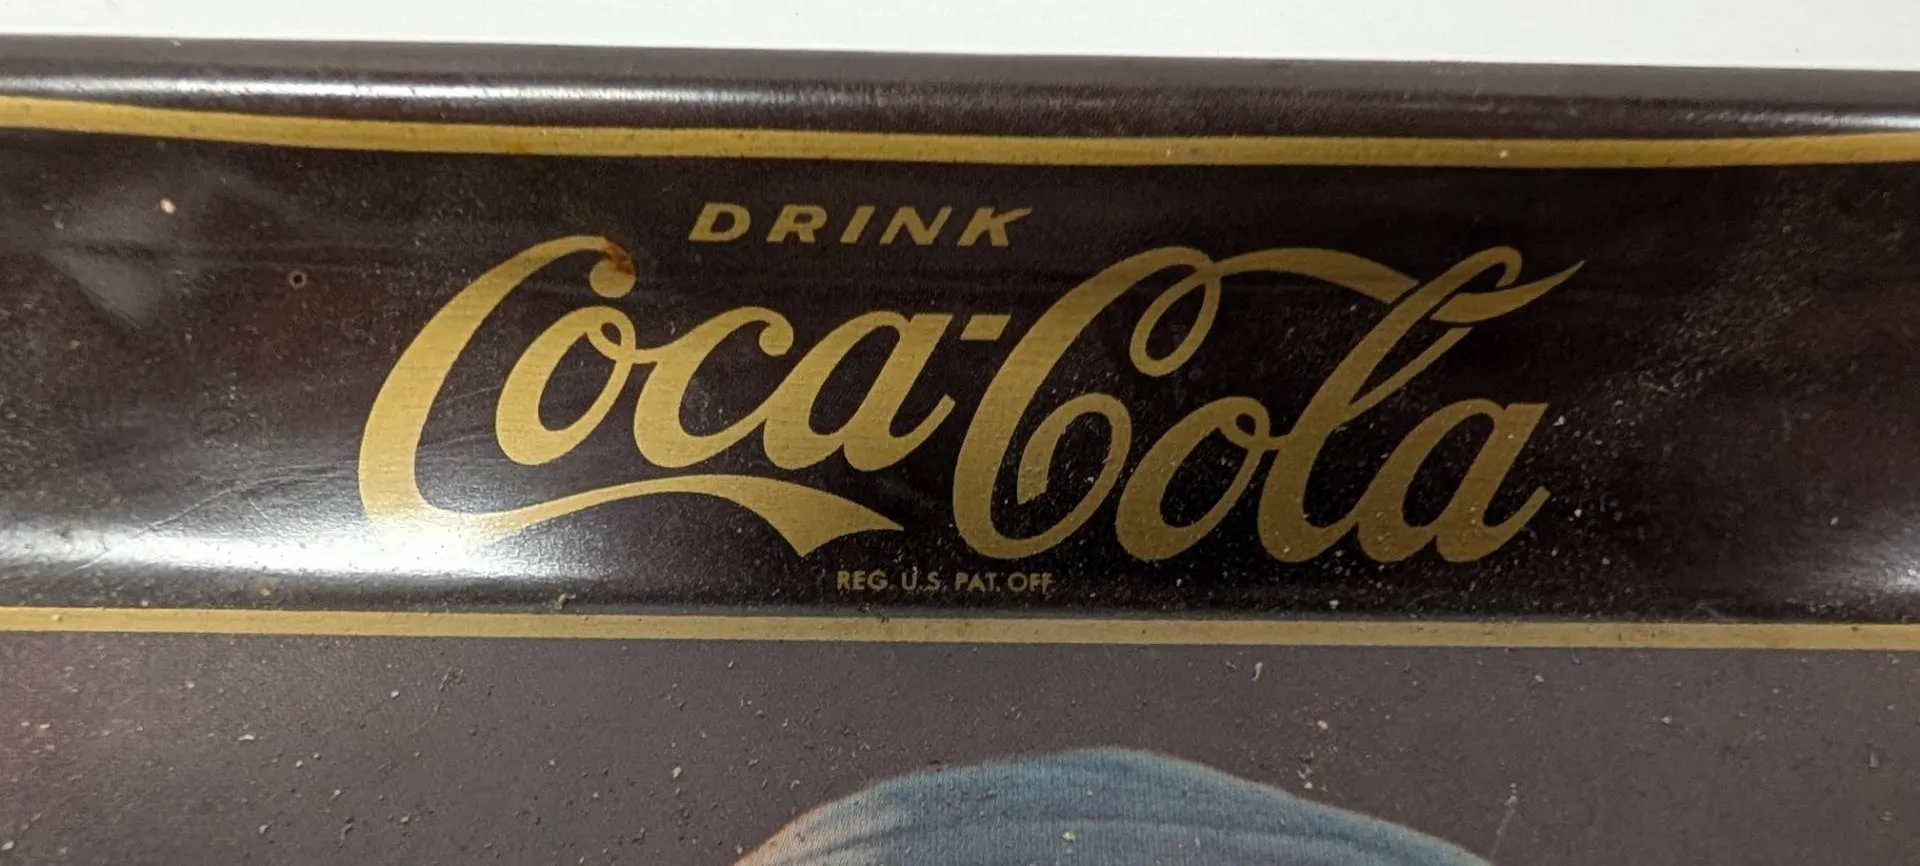 DRINK
Coca-Cola
REG. U.S. PAT. OFF.